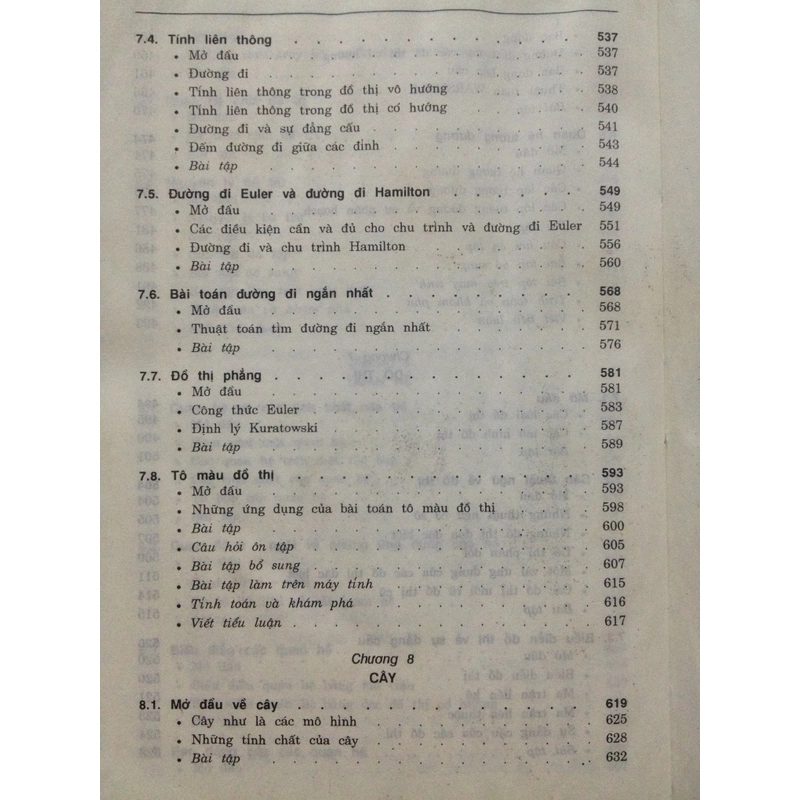 7.4. Tính liên thông . . . . . . . . . . . 537
• Mở đầu . . . . . . . . . . . 537
• Đường đi . . . . . . . . . . . 537
• Tính liên thông trong đồ thị vô hướng . . . . . 538
• Tính liên thông trong đồ thị có hướng . . . . . 540
• Đường đi và sự đẳng cấu . . . . . . . 541
• Đếm đường đi giữa các đỉnh . . . . . . 543
• Bài tập . . . . . . . . . . . 544
7.5. Đường đi Euler và đường đi Hamilton . . . . . 549
• Mở đầu . . . . . . . . . . . 549
• Các điều kiện cần và đủ cho chu trình và đường đi Euler 551
• Đường đi và chu trình Hamilton . . . . . . 556
• Bài tập . . . . . . . . . . . 560
7.6. Bài toán đường đi ngắn nhất . . . . . . . 568
• Mở đầu . . . . . . . . . . . 568
• Thuật toán tìm đường đi ngắn nhất . . . . . 571
• Bài tập . . . . . . . . . . . 576
7.7. Đồ thị phẳng . . . . . . . . . . . 581
• Mở đầu . . . . . . . . . . . 581
• Công thức Euler . . . . . . . . . 583
• Định lý Kuratowski . . . . . . . . 587
• Bài tập . . . . . . . . . . . 589
7.8. Tô màu đồ thị . . . . . . . . . . 593
• Mở đầu . . . . . . . . . . . 593
• Những ứng dụng của bài toán tô màu đồ thị . . . 598
• Bài tập . . . . . . . . . . . 600
• Câu hỏi ôn tập . . . . . . . . . 605
• Bài tập bổ sung . . . . . . . . . 607
• Bài tập làm trên máy tính . . . . . . . 615
• Tính toán và khám phá . . . . . . . 616
• Viết tiểu luận . . . . . . . . . . 617
Chương 8
CÂY
8.1. Mở đầu về cây . . . . . . . . . . 619
• Cây như là các mô hình . . . . . . . 625
• Những tính chất của cây . . . . . . . 628
• Bài tập . . . . . . . . . . . 632